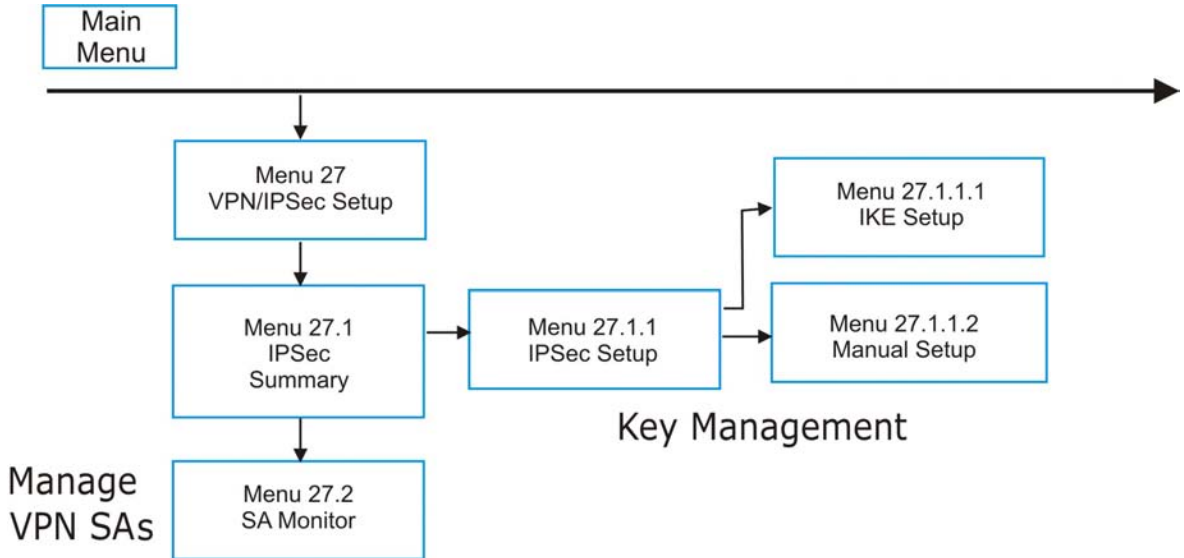 Main
Menu
Menu 27
VPN/IPSec Setup
Menu 27.1
IPSec
Summary
Menu 27.1.1
IPSec Setup
Menu 27.1.1.1
IKE Setup
Menu 27.1.1.2
Manual Setup
Key Management
Manage
VPN SAs
Menu 27.2
SA Monitor